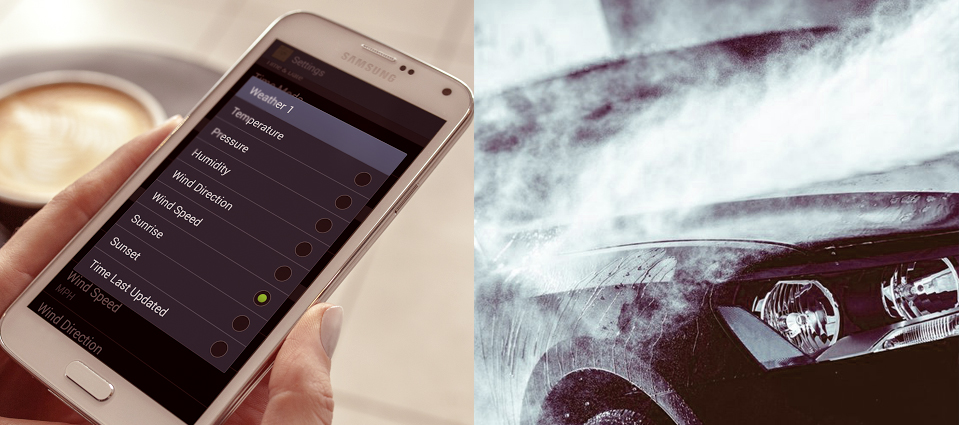 SAMSUNG
Settings
Weather 1
Temperature
Pressure
Humidity
Wind Direction
Wind Speed
Sunrise
Sunset
Time Last Updated
Wind Speed
MPH
Wind Direction